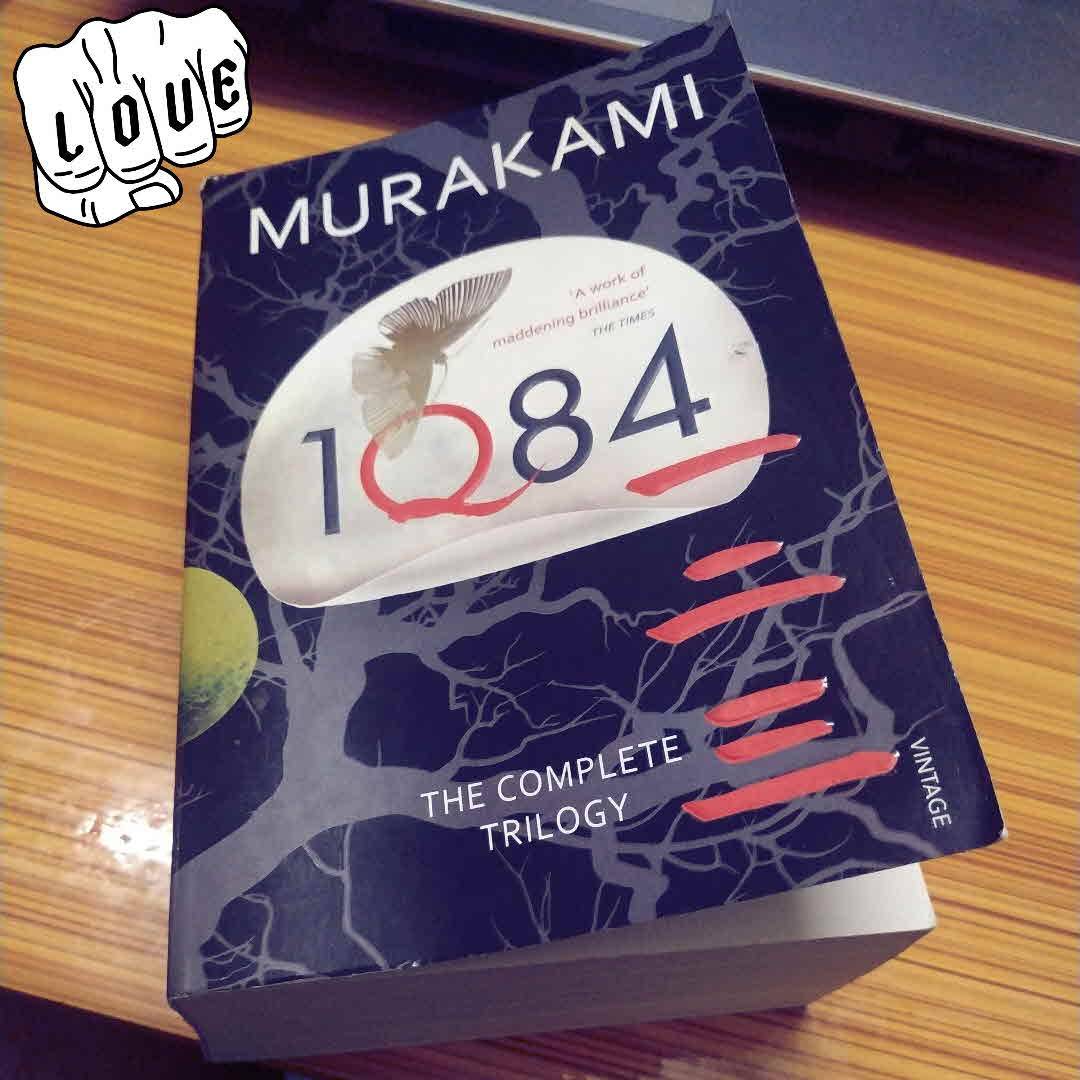 LOVE
MURAKAMI
'A work of
maddening brilliance'
THE TIMES
1Q84
THE COMPLETE
TRILOGY
VINTAGE